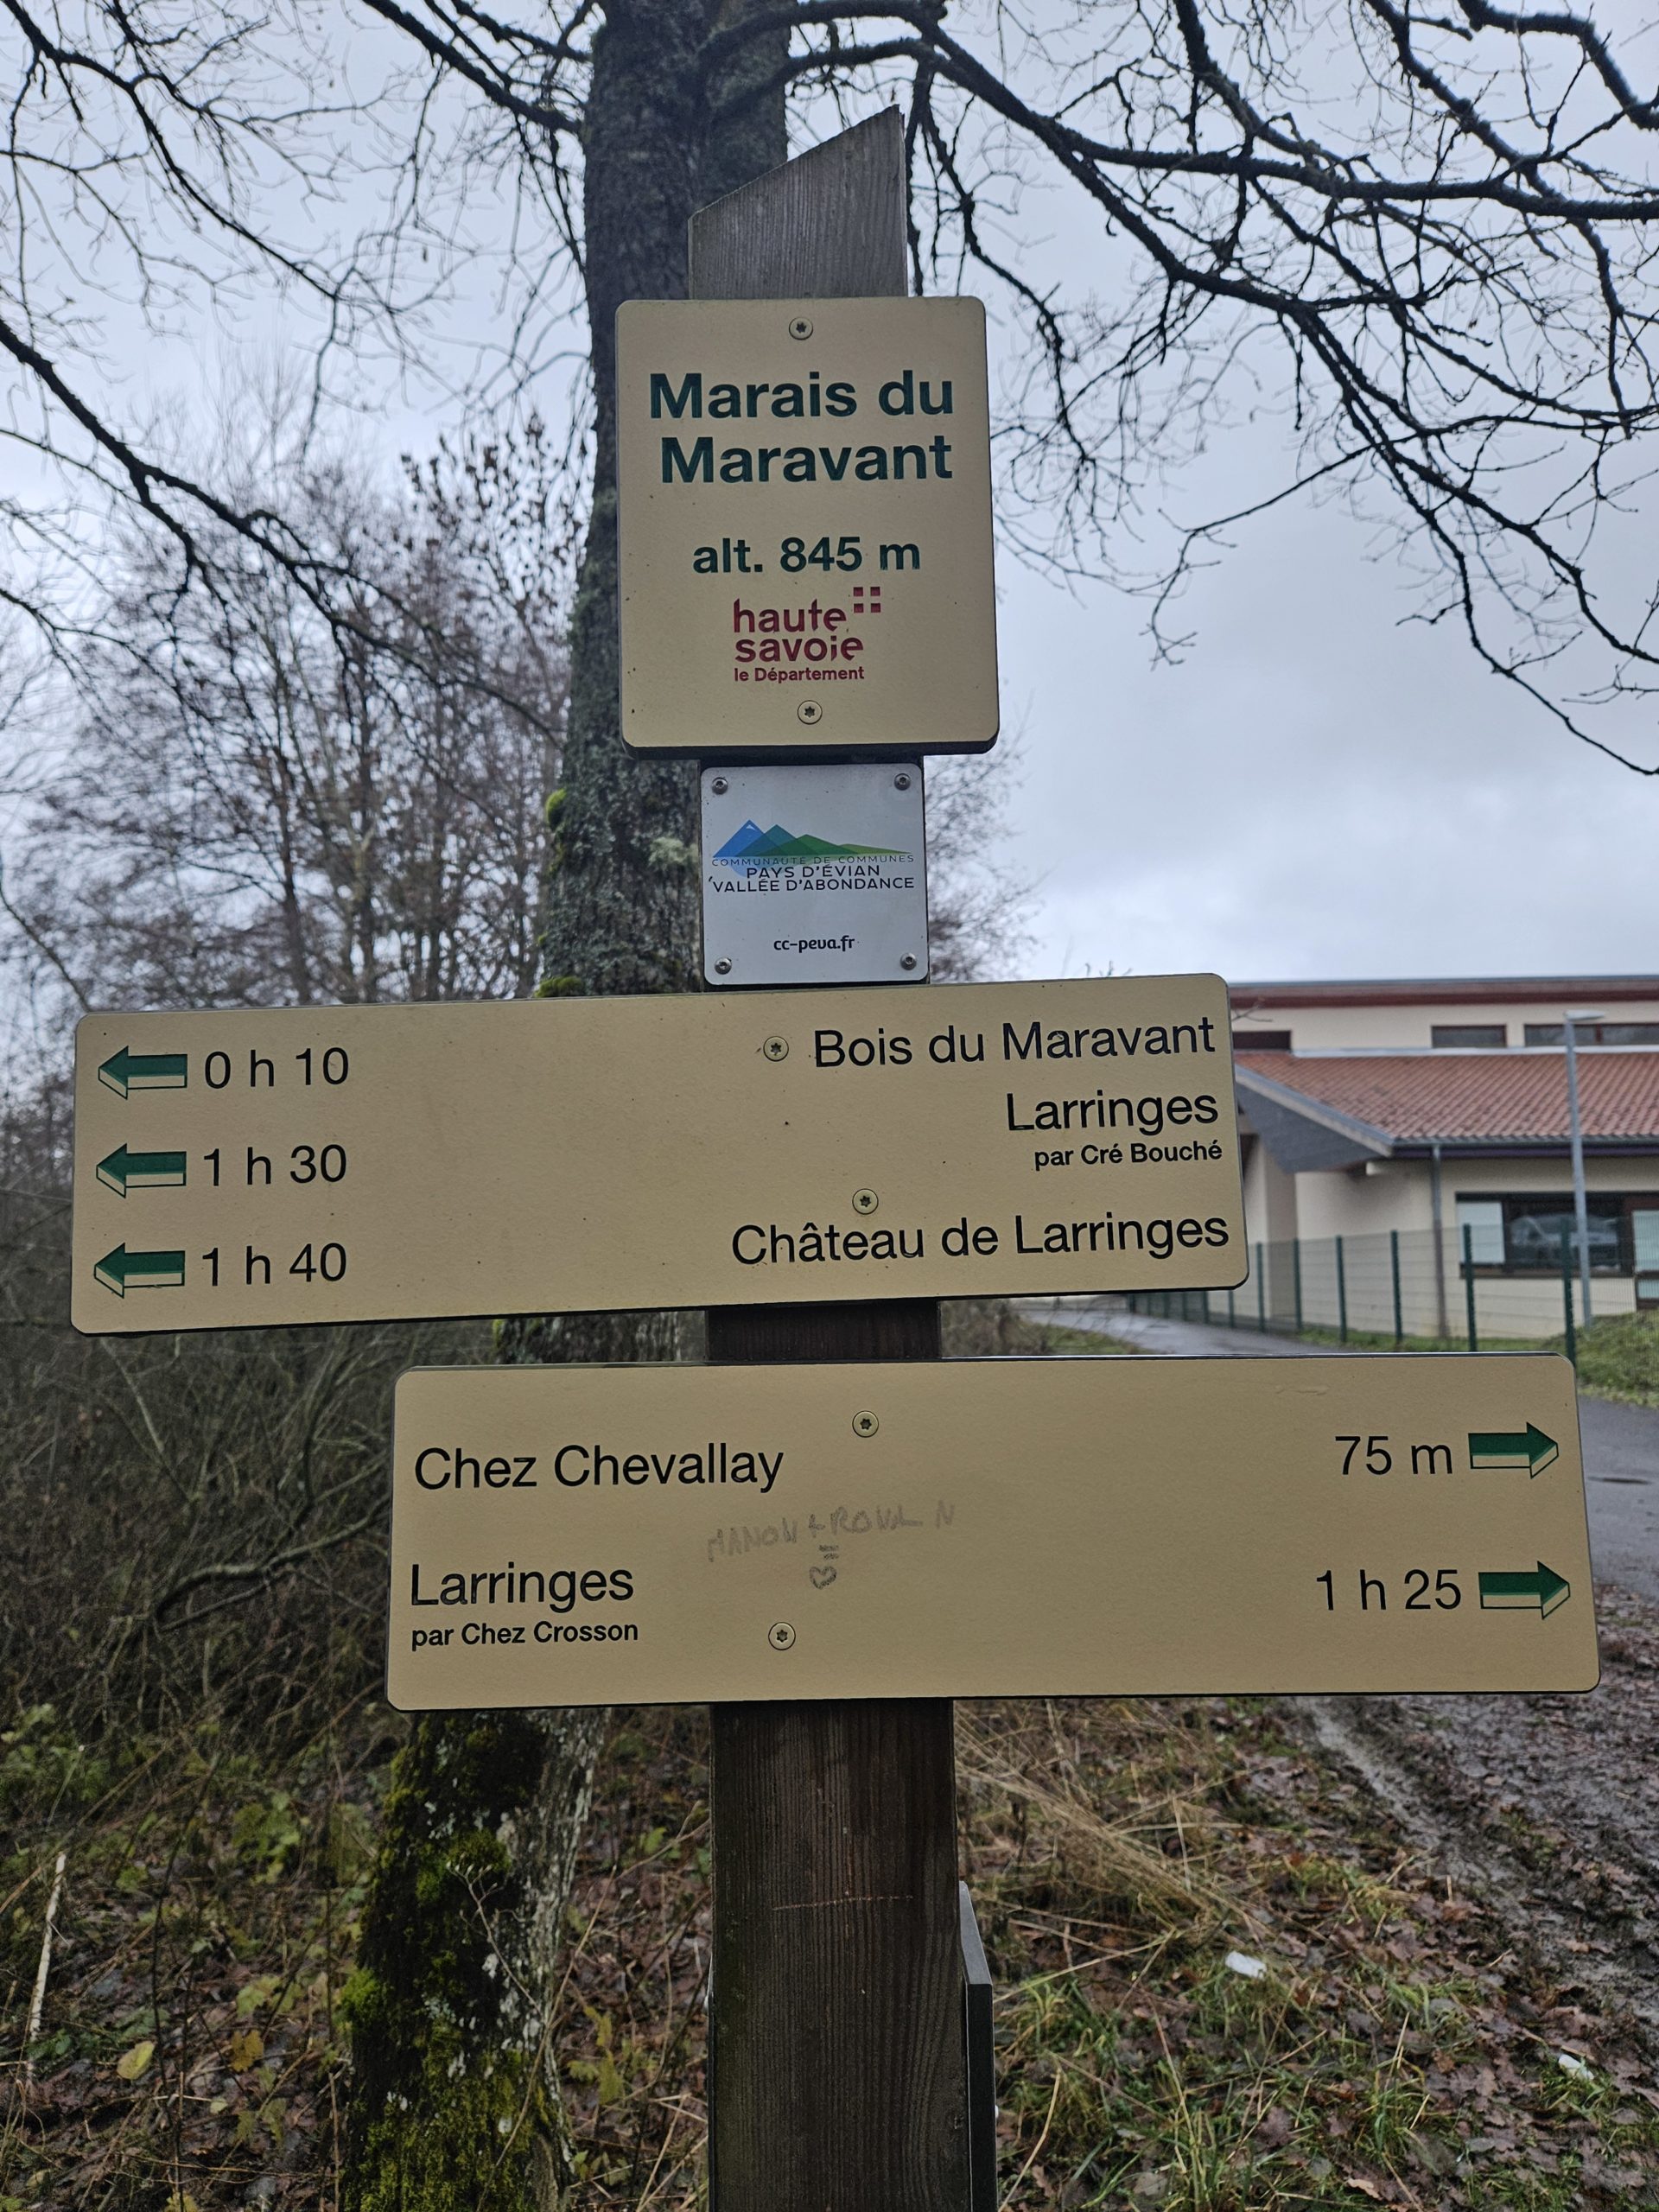 Marais du
Maravant
alt. 845 m
haute
savoie
le Département
COMMUNAUTÉ DE COMMUNES
PAYS D'ÉVIAN
VALLÉE D'ABONDANCE
cc-peva.fr
0 h 10 Bois du Maravant
1 h 30 Larringes
par Cré Bouché
1 h 40 Château de Larringes
Chez Chevallay 75 m
MANON +
Larringes 1 h 25
par Chez Crosson